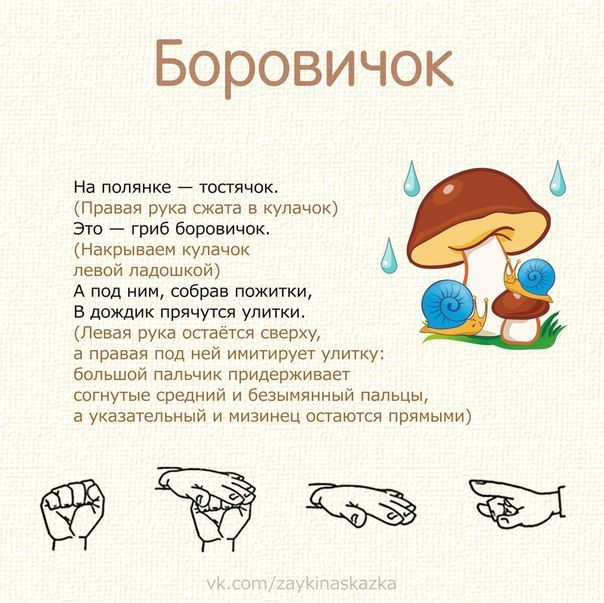 Боровичок
На полянке — тостячок.
(Правая рука сжата в кулачок)
Это — гриб боровичок.
(Накрываем кулачок
левой ладошкой)
А под ним, собрав пожитки,
В дождик прячутся улитки.
(Левая рука остаётся сверху,
а правая под ней имитирует улитку:
большой пальчик придерживает
согнутые средний и безымянный пальцы,
а указательный и мизинец остаются прямыми)
vk.com/zaykinaskazka